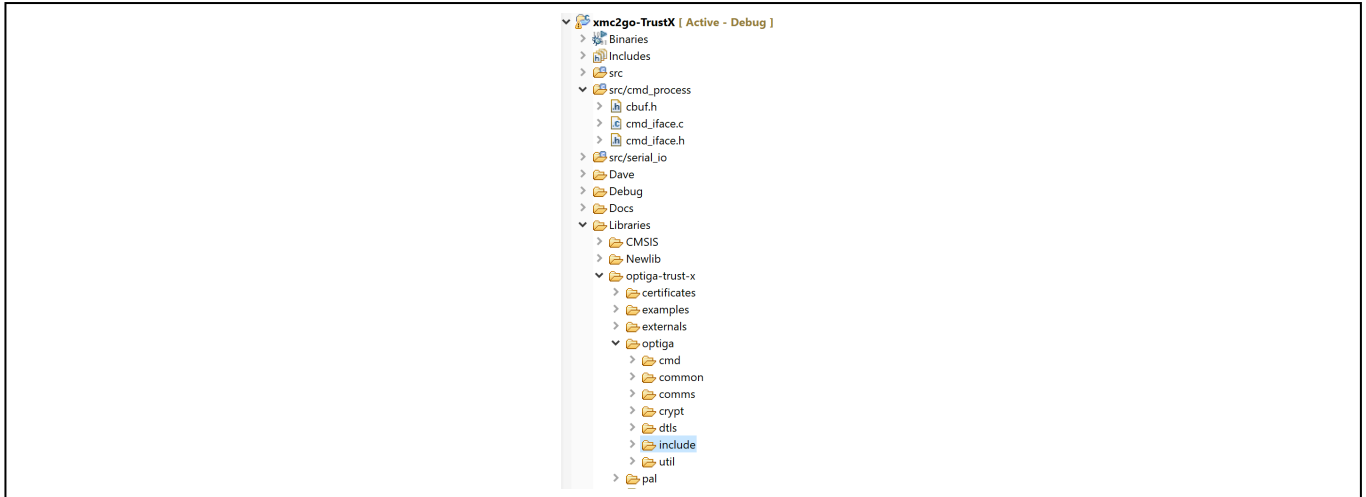 xmc2go-TrustX [ Active - Debug ]
Binaries
Includes
src
src/cmd_process
cbuf.h
cmd_iface.c
cmd_iface.h
src/serial_io
Dave
Debug
Docs
Libraries
CMSIS
Newlib
optiga-trust-x
certificates
examples
externals
optiga
cmd
common
comms
crypt
dtls
include
util
pal